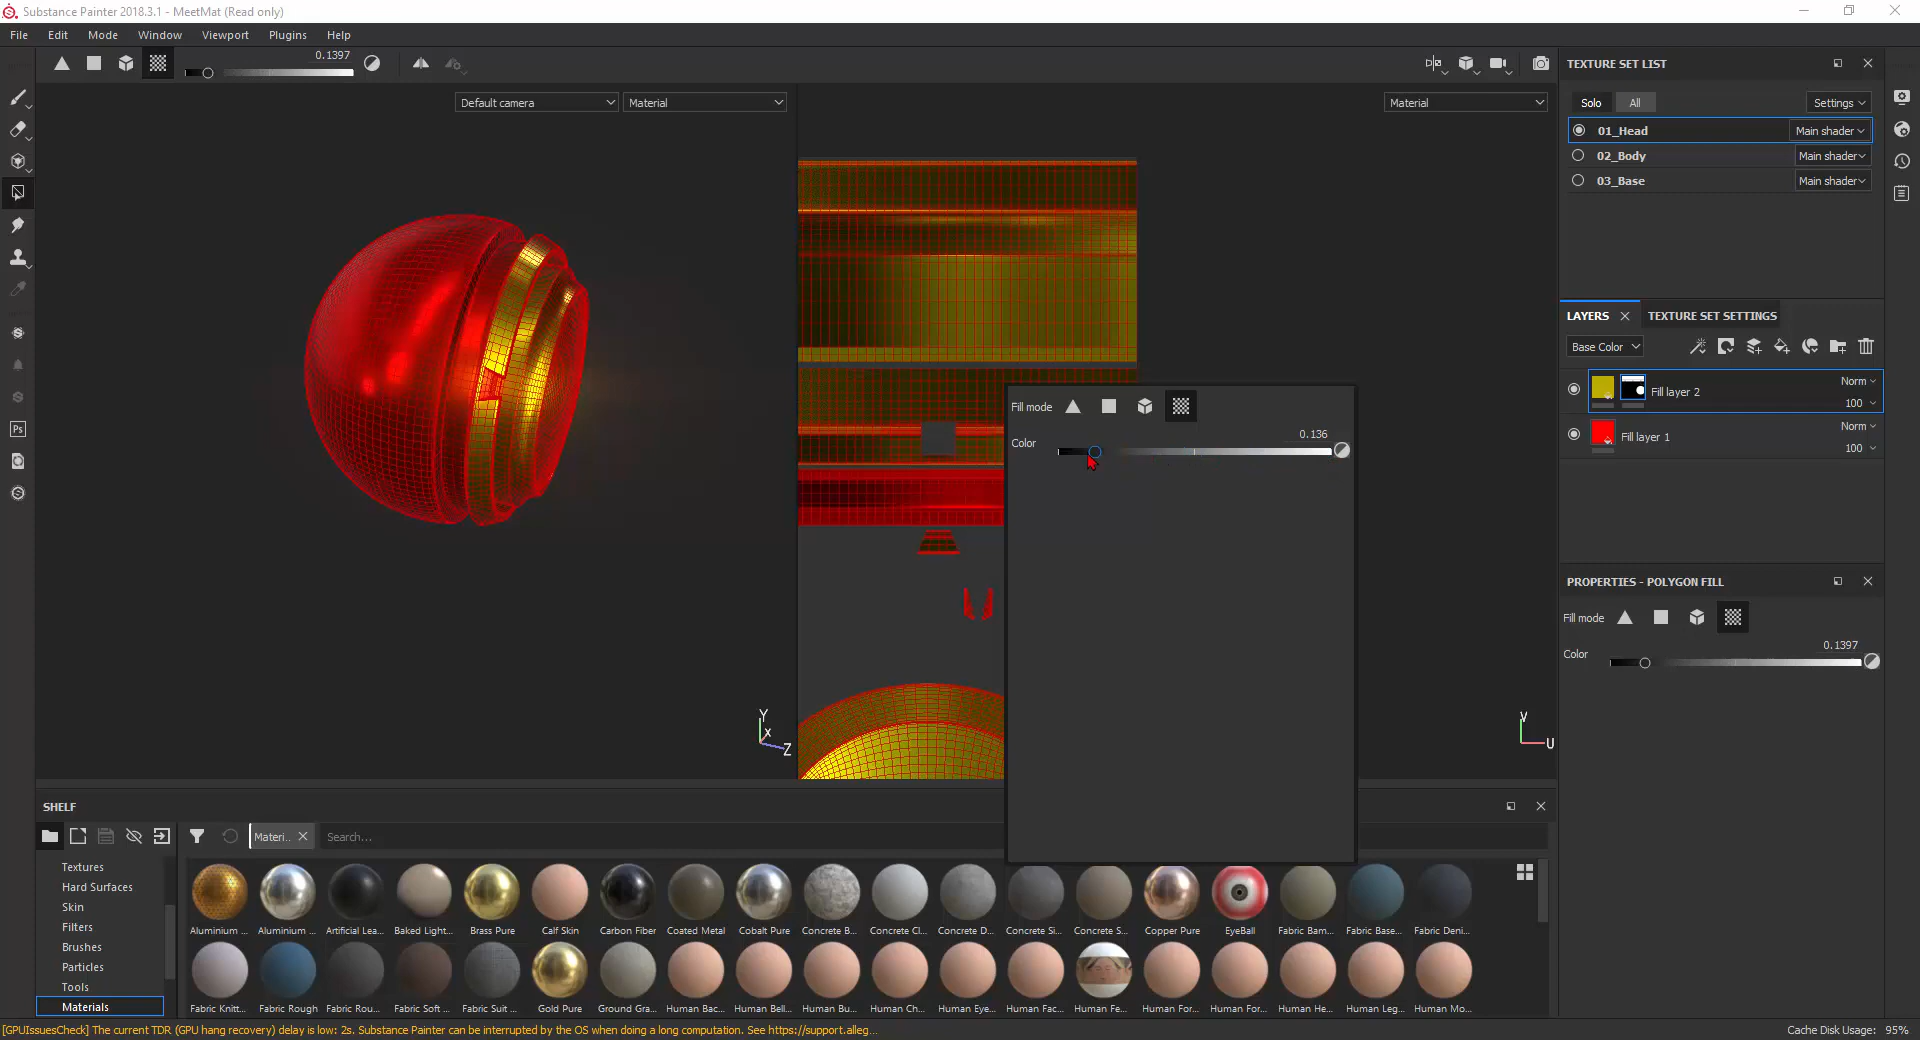 Substance Painter 2018.3.1 - MeetMat (Read only)
File Edit Mode Window Viewport Plugins Help
0.1397
Default camera
Material
Material
TEXTURE SET LIST
Solo All Settings
01_Head Main shader
02_Body Main shader
03_Base Main shader
LAYERS TEXTURE SET SETTINGS
Base Color
Fill layer 2 Norm 100
Fill layer 1 Norm 100
Fill mode
Color 0.136
PROPERTIES - POLYGON FILL
Fill mode
0.1397
Color
Ps
Y X Z
V U
SHELF
Materi.. Search...
Textures
Hard Surfaces
Skin
Filters
Brushes
Particles
Tools
Materials
Aluminium ... Aluminium ... Artificial Lea... Baked Light... Brass Pure Calf Skin Carbon Fiber Coated Metal Cobalt Pure Concrete B... Concrete Cl... Concrete D... Concrete Si... Concrete S... Copper Pure EyeBall Fabric Bam... Fabric Base... Fabric Deni...
Fabric Knitt... Fabric Rough Fabric Rou... Fabric Soft ... Fabric Suit ... Gold Pure Ground Gra... Human Bac... Human Bell... Human Bu... Human Ch... Human Eye... Human Fac... Human Fe... Human For... Human For... Human He... Human Leg... Human Mo...
[GPUIssuesCheck] The current TDR (GPU hang recovery) delay is low: 2s. Substance Painter can be interrupted by the OS when doing a long computation. See https://support.alleg...
Cache Disk Usage: 95%